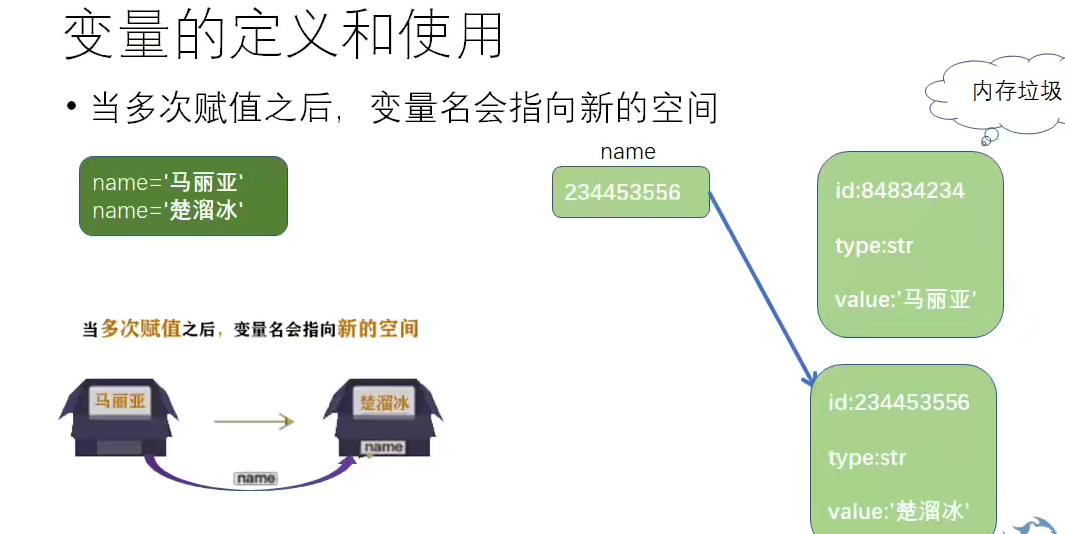 变量的定义和使用
• 当多次赋值之后，变量名会指向新的空间
内存垃圾
name='马丽亚'
name='楚溜冰'
name
234453556
id:84834234
type:str
value:'马丽亚'
当多次赋值之后，变量名会指向新的空间
马丽亚
楚溜冰
name
name
id:234453556
type:str
value:'楚溜冰'